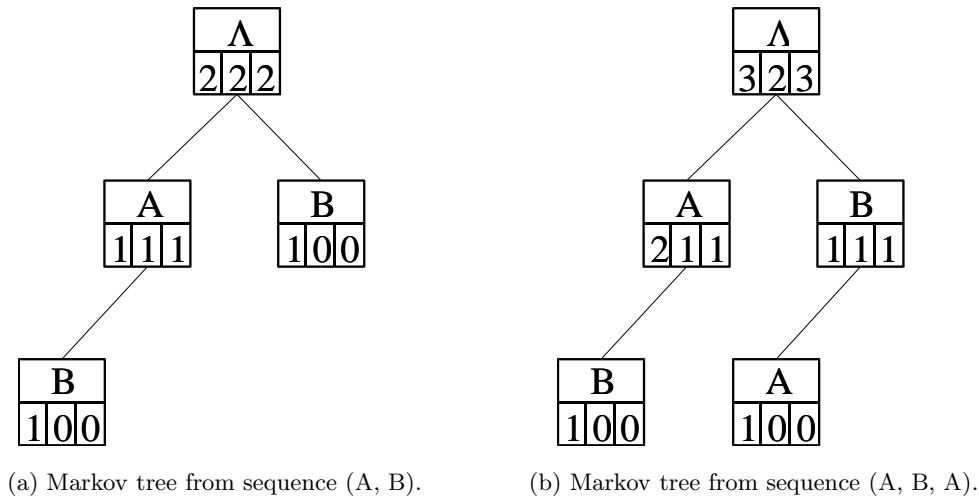 Λ Λ
2 2 2 3 2 3
A B A B
1 1 1 1 0 0 2 1 1 1 1 1
B B A
1 0 0 1 0 0 1 0 0
(a) Markov tree from sequence (A, B). (b) Markov tree from sequence (A, B, A).